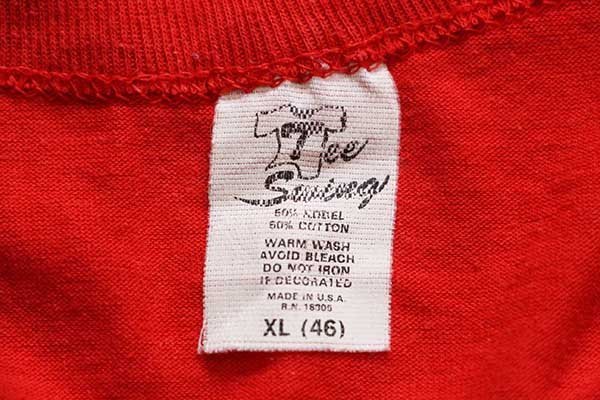 Tee
Swing
50% KODEL
50% COTTON
WARM WASH
AVOID BLEACH
DO NOT IRON
IF DECORATED
MADE IN U.S.A.
R.N. 18305
XL (46)